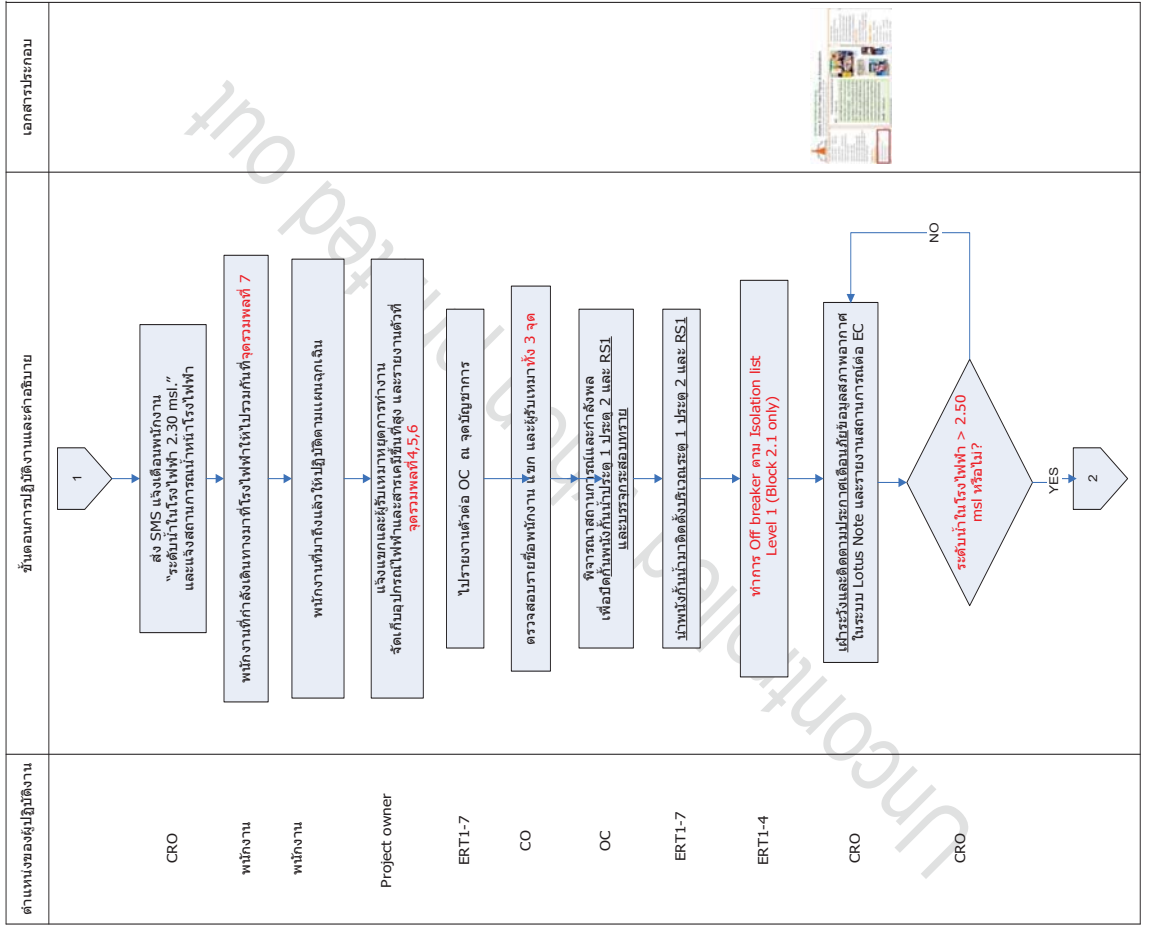 ตำแหน่งของผู้ปฏิบัติงาน
ขั้นตอนการปฏิบัติงานและคำอธิบาย
เอกสารประกอบ
1
CRO
ส่ง SMS แจ้งเตือนพนักงาน
“ระดับน้ำในโรงไฟฟ้า 2.30 msl.”
และแจ้งสถานการณ์น้ำหน้าโรงไฟฟ้า
พนักงาน
พนักงานที่กำลังเดินทางมาที่โรงไฟฟ้าให้ไปรวมกันที่จุดรวมพลที่ 7
พนักงาน
พนักงานที่มาถึงแล้วให้ปฏิบัติตามแผนฉุกเฉิน
Project owner
แจ้งแขกและผู้รับเหมาหยุดการทำงาน
จัดเก็บอุปกรณ์ไฟฟ้าและสารเคมีขึ้นที่สูง และรายงานตัวที่
จุดรวมพลที่4,5,6
ERT1-7
ไปรายงานตัวต่อ OC ณ จุดบัญชาการ
CO
ตรวจสอบรายชื่อพนักงาน แขก และผู้รับเหมาทั้ง 3 จุด
OC
พิจารณาสถานการณ์และกำลังพล
เพื่อปิดกั้นพนังกั้นน้ำประตู 1 ประตู 2 และ RS1
และบรรจุกระสอบทราย
ERT1-7
นำพนังกั้นน้ำมาติดตั้งบริเวณระตู 1 ประตู 2 และ RS1
ERT1-4
ทำการ Off breaker ตาม Isolation list
Level 1 (Block 2.1 only)
CRO
เฝ้าระวังและติดตามประกาศเตือนภัยข้อมูลสภาพอากาศ
ในระบบ Lotus Note และรายงานสถานการณ์ต่อ EC
CRO
ระดับน้ำในโรงไฟฟ้า > 2.50
msl หรือไม่?
NO
YES
2
Uncontrolled when printed out